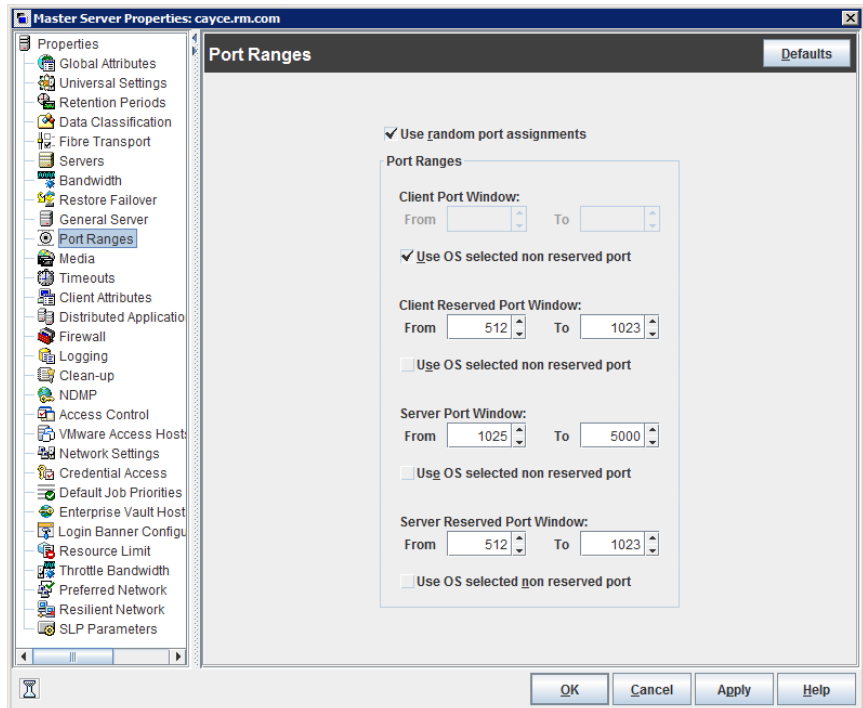 Master Server Properties: cayce.rm.com
Properties
Global Attributes
Universal Settings
Retention Periods
Data Classification
Fibre Transport
Servers
Bandwidth
Restore Failover
General Server
Port Ranges
Media
Timeouts
Client Attributes
Distributed Applicatio
Firewall
Logging
Clean-up
NDMP
Access Control
VMware Access Hosts
Network Settings
Credential Access
Default Job Priorities
Enterprise Vault Host
Login Banner Configu
Resource Limit
Throttle Bandwidth
Preferred Network
Resilient Network
SLP Parameters
Port Ranges
Defaults
Use random port assignments
Port Ranges
Client Port Window:
From To
Use OS selected non reserved port
Client Reserved Port Window:
From 512 To 1023
Use OS selected non reserved port
Server Port Window:
From 1025 To 5000
Use OS selected non reserved port
Server Reserved Port Window:
From 512 To 1023
Use OS selected non reserved port
OK Cancel Apply Help